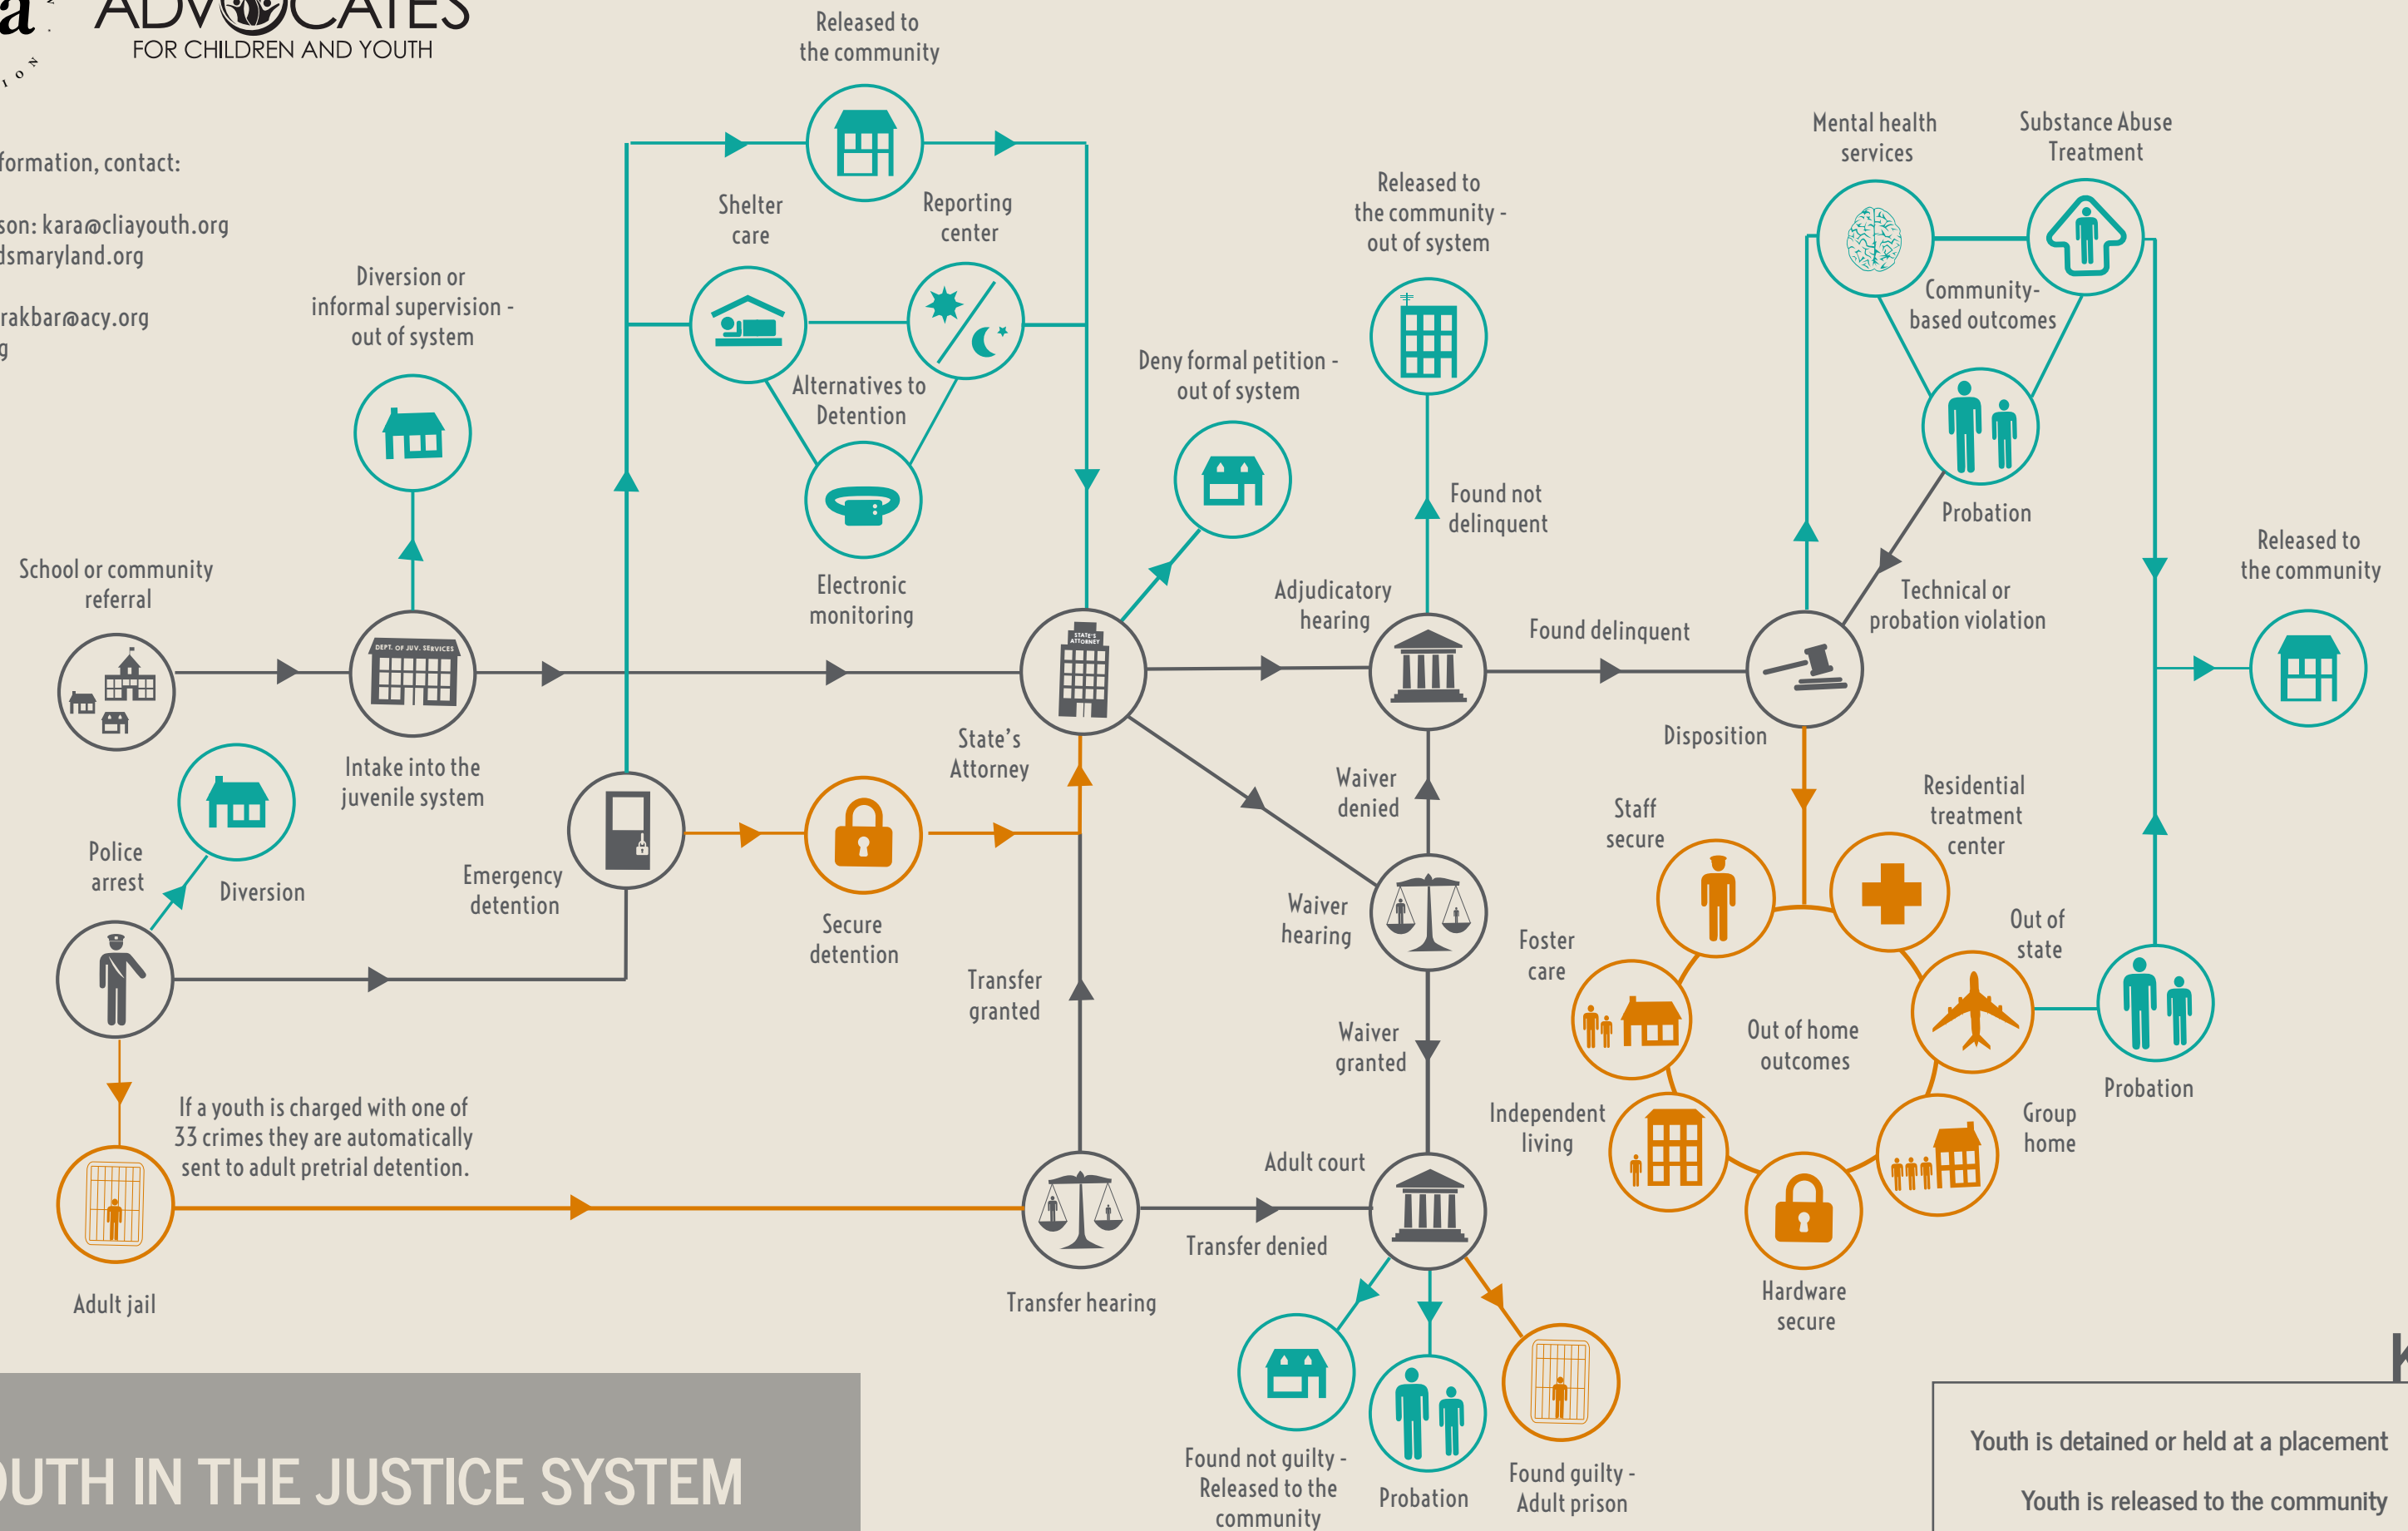 a
ADVOCATES
FOR CHILDREN AND YOUTH
formation, contact:
son: kara@cliayouth.org
dsmaryland.org
rakbar@acy.org
g
Released to
the community
Shelter
care
Reporting
center
Alternatives to
Detention
Electronic
monitoring
Diversion or
informal supervision -
out of system
School or community
referral
DEPT. OF JUV. SERVICES
Intake into the
juvenile system
Police
arrest
Diversion
Emergency
detention
Secure
detention
STATE'S
ATTORNEY
State's
Attorney
Deny formal petition -
out of system
Released to
the community -
out of system
Found not
delinquent
Adjudicatory
hearing
Found delinquent
Waiver
denied
Waiver
hearing
Waiver
granted
Transfer
granted
If a youth is charged with one of
33 crimes they are automatically
sent to adult pretrial detention.
Adult jail
Transfer hearing
Transfer denied
Adult court
Found not guilty -
Released to the
community
Probation
Found guilty -
Adult prison
Mental health
services
Substance Abuse
Treatment
Community-
based outcomes
Probation
Technical or
probation violation
Disposition
Released to
the community
Staff
secure
Residential
treatment
center
Foster
care
Out of
state
Out of home
outcomes
Independent
living
Group
home
Hardware
secure
Probation
OUTH IN THE JUSTICE SYSTEM
K
Youth is detained or held at a placement
Youth is released to the community